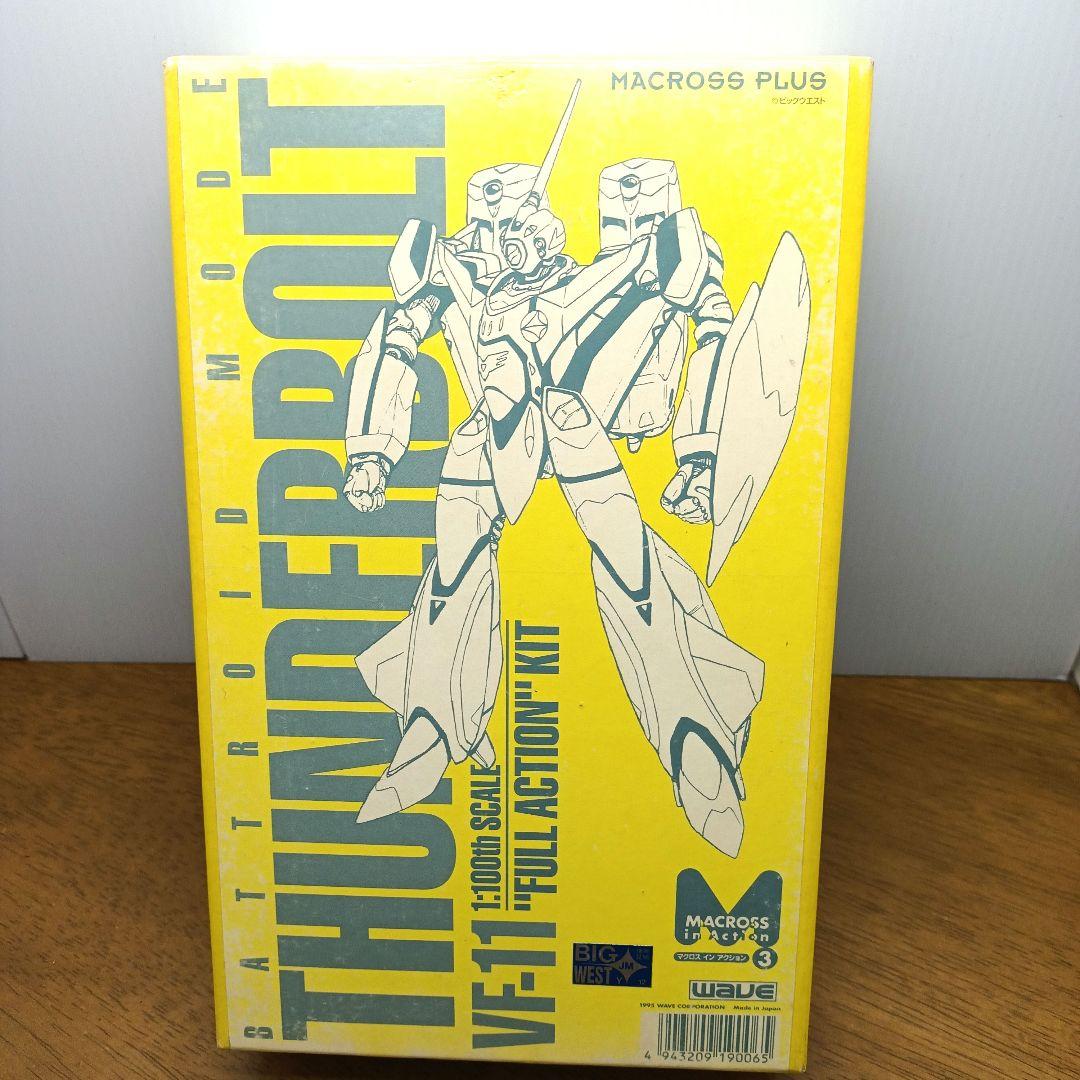 MACROSS PLUS
©ビックウエスト
BATTROID MODE
THUNDERBOLT
VF-11
1:100th SCALE
"FULL ACTION" KIT
MACROSS
in Action
マクロス イン アクション 3
BIG
WEST
JM
WAVE
1995 WAVE CORPORATION Made in Japan
4 943209 190065